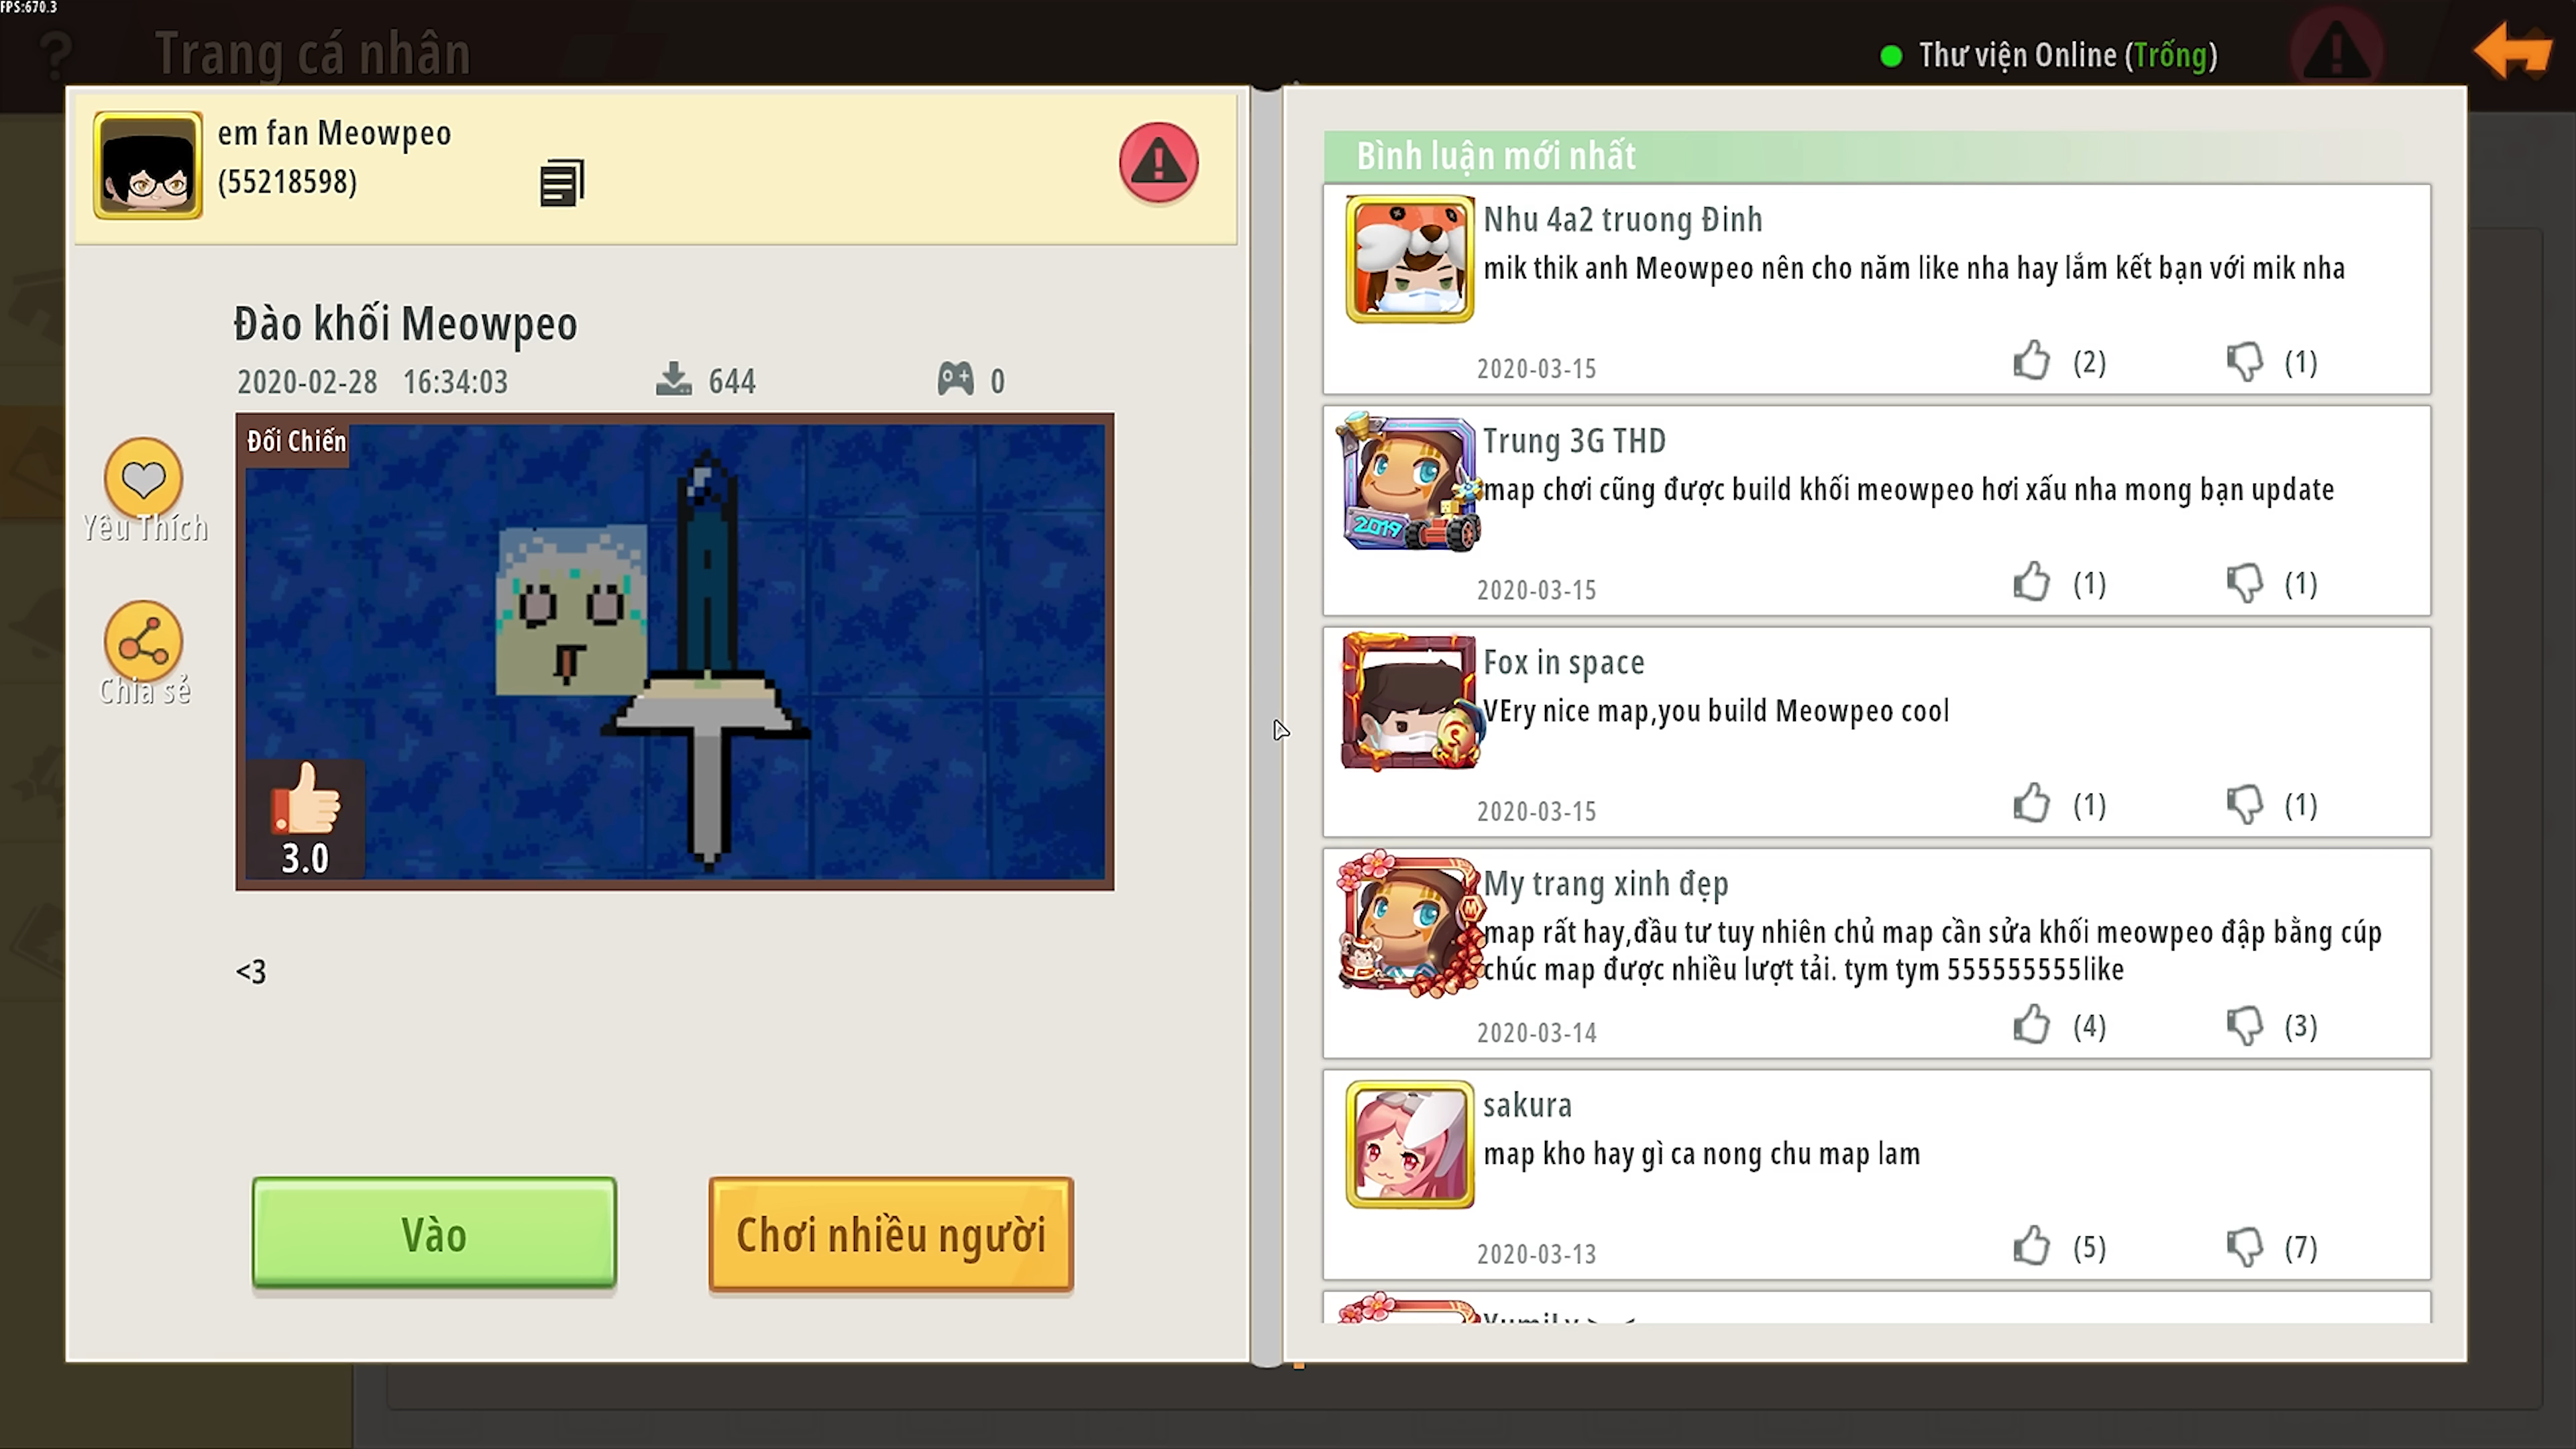 FPS:670.3
Trang cá nhân
Thư viện Online (Trống)
em fan Meowpeo
(55218598)
Đào khối Meowpeo
2020-02-28 16:34:03
644
0
Đối Chiến
Yêu Thích
Chia sẻ
3.0
<3
Vào
Chơi nhiều người
Bình luận mới nhất
Nhu 4a2 truong Đinh
mik thik anh Meowpeo nên cho năm like nha hay lắm kết bạn với mik nha
2020-03-15
(2)
(1)
Trung 3G THD
map chơi cũng được build khối meowpeo hơi xấu nha mong bạn update
2020-03-15
(1)
(1)
Fox in space
VEry nice map,you build Meowpeo cool
2020-03-15
(1)
(1)
My trang xinh đẹp
map rất hay,đầu tư tuy nhiên chủ map cần sửa khối meowpeo đập bằng cúp
chúc map được nhiều lượt tải. tym tym 555555555like
2020-03-14
(4)
(3)
sakura
map kho hay gì ca nong chu map lam
2020-03-13
(5)
(7)